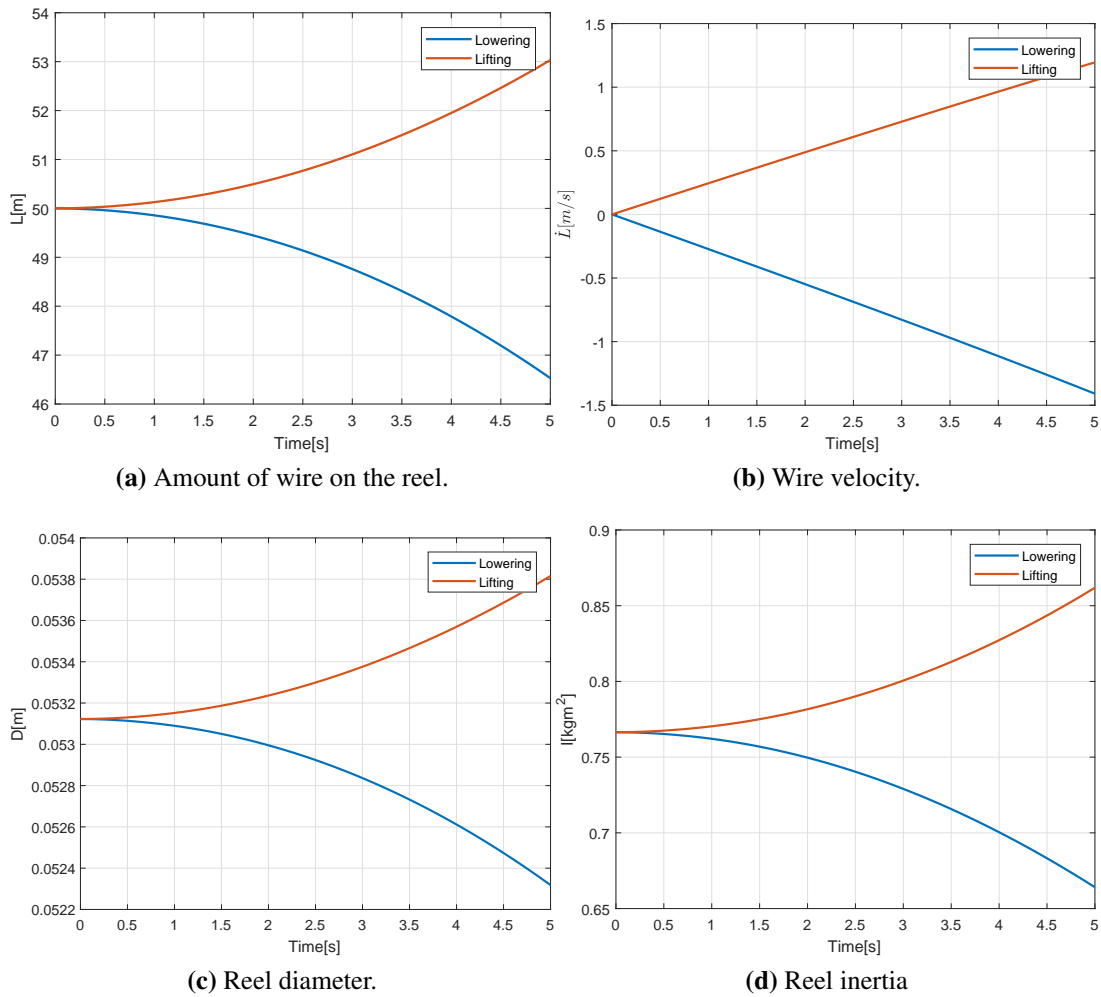 54
53
52
51
50
49
48
47
46
L[m]
Lowering
Lifting
0 0.5 1 1.5 2 2.5 3 3.5 4 4.5 5
Time[s]
(a) Amount of wire on the reel.
1.5
1
0.5
0
-0.5
-1
-1.5
L̇[m/s]
Lowering
Lifting
0 0.5 1 1.5 2 2.5 3 3.5 4 4.5 5
Time[s]
(b) Wire velocity.
0.054
0.0538
0.0536
0.0534
0.0532
0.053
0.0528
0.0526
0.0524
0.0522
D[m]
Lowering
Lifting
0 0.5 1 1.5 2 2.5 3 3.5 4 4.5 5
Time[s]
(c) Reel diameter.
0.9
0.85
0.8
0.75
0.7
0.65
I[kgm²]
Lowering
Lifting
0 0.5 1 1.5 2 2.5 3 3.5 4 4.5 5
Time[s]
(d) Reel inertia